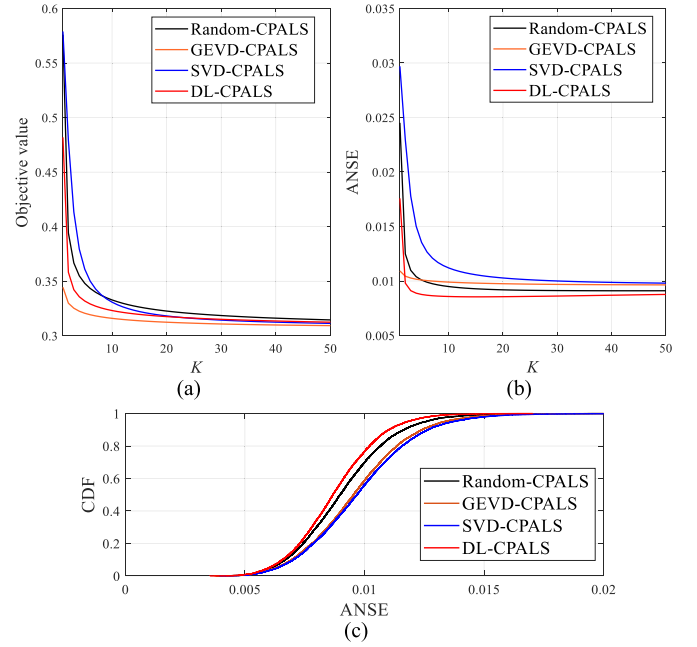 0.6
0.55
0.5
0.45
0.4
0.35
0.3
Objective value
Random-CPALS
GEVD-CPALS
SVD-CPALS
DL-CPALS
10
20
30
40
50
K
(a)
0.035
0.03
0.025
0.02
0.015
0.01
0.005
ANSE
Random-CPALS
GEVD-CPALS
SVD-CPALS
DL-CPALS
10
20
30
40
50
K
(b)
1
0.8
0.6
0.4
0.2
0
CDF
Random-CPALS
GEVD-CPALS
SVD-CPALS
DL-CPALS
0
0.005
0.01
0.015
0.02
ANSE
(c)